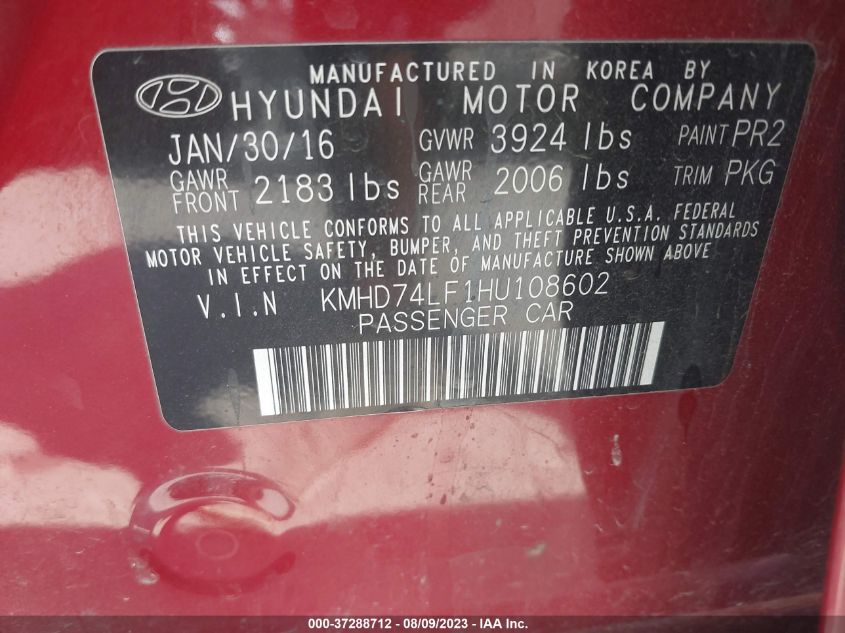 MANUFACTURED IN KOREA BY
HYUNDAI MOTOR COMPANY
JAN/30/16 GVWR 3924 lbs PAINT PR2
GAWR FRONT 2183 lbs GAWR REAR 2006 lbs TRIM PKG
THIS VEHICLE CONFORMS TO ALL APPLICABLE U.S.A. FEDERAL
MOTOR VEHICLE SAFETY, BUMPER, AND THEFT PREVENTION STANDARDS
IN EFFECT ON THE DATE OF MANUFACTURE SHOWN ABOVE
V.I.N KMHD74LF1HU108602
PASSENGER CAR
000-37288712 - 08/09/2023 - IAA Inc.